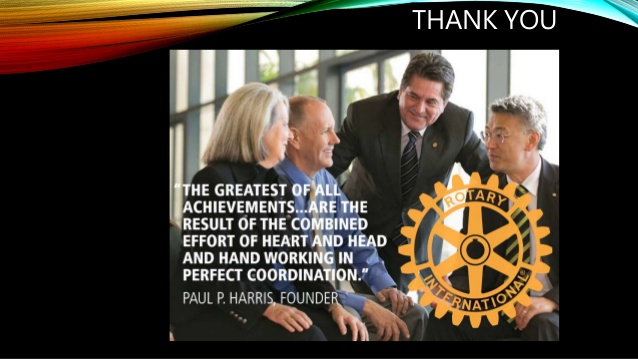 THANK YOU
“THE GREATEST OF ALL
ACHIEVEMENTS...ARE THE
RESULT OF THE COMBINED
EFFORT OF HEART AND HEAD
AND HAND WORKING IN
PERFECT COORDINATION.”
PAUL P. HARRIS, FOUNDER
ROTARY
INTERNATIONAL
®